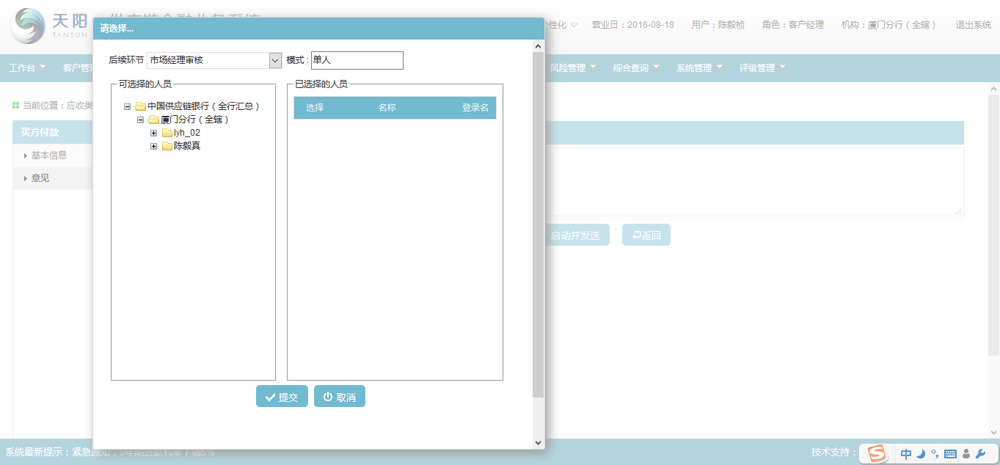 天阳
TANSUN
请选择...
性化
营业日：2016-08-18
用户：陈毅桢
角色：客户经理
机构：厦门分行（全辖）
退出系统
工作台
客户管
风险管理
综合查询
系统管理
评级管理
后续环节 市场经理审核 模式 : 单人
当前位置：应收类
可选择的人员
已选择的人员
中国供应链银行（全行汇总）
厦门分行（全辖）
lyh_02
陈毅真
选择 名称 登录名
买方付款
基本信息
意见
启动并发送
返回
提交
取消
系统最新提示：紧急通知，5年期贷款利率下调5%
技术支持：
中